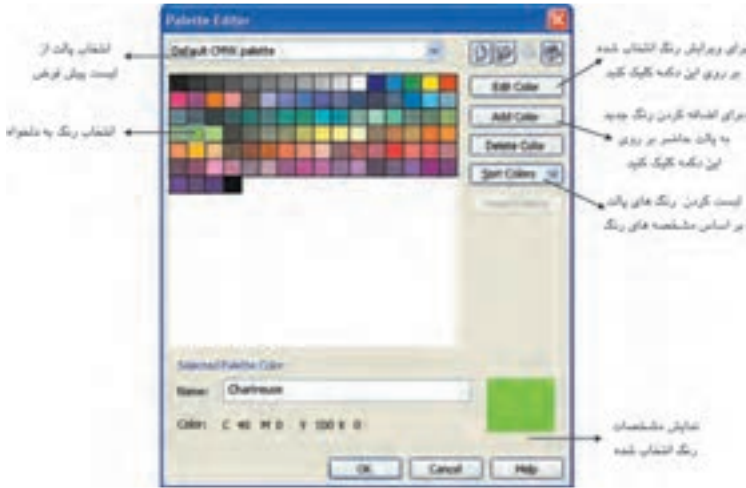 Palette Editor
Default CMYK palette
Edit Color
Add Color
Delete Color
Sort Colors
Selected Palette Color
Name: Chartreuse
Color: C 40 M 0 Y 100 K 0
OK Cancel Help
انتخاب پالت از
لیست پیش فرض
انتخاب رنگ به دلخواه
برای ویرایش رنگ انتخاب شده
بر روی این دکمه کلیک کنید
برای اضافه کردن رنگ جدید
به پالت حاضر بر روی
این دکمه کلیک کنید
لیست کردن رنگ های پالت
بر اساس مشخصه های رنگ
نمایش مشخصات
رنگ انتخاب شده